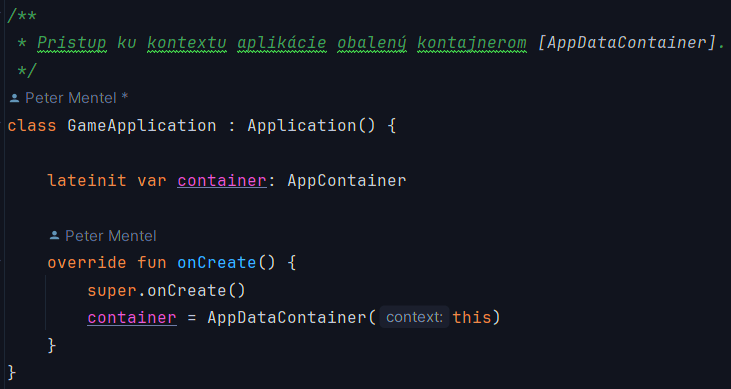 /**
* Pristup ku kontextu aplikácie obalený kontajnerom [AppDataContainer].
*/
Peter Mentel *
class GameApplication : Application() {
lateinit var container: AppContainer
Peter Mentel
override fun onCreate() {
super.onCreate()
container = AppDataContainer( context: this)
}
}